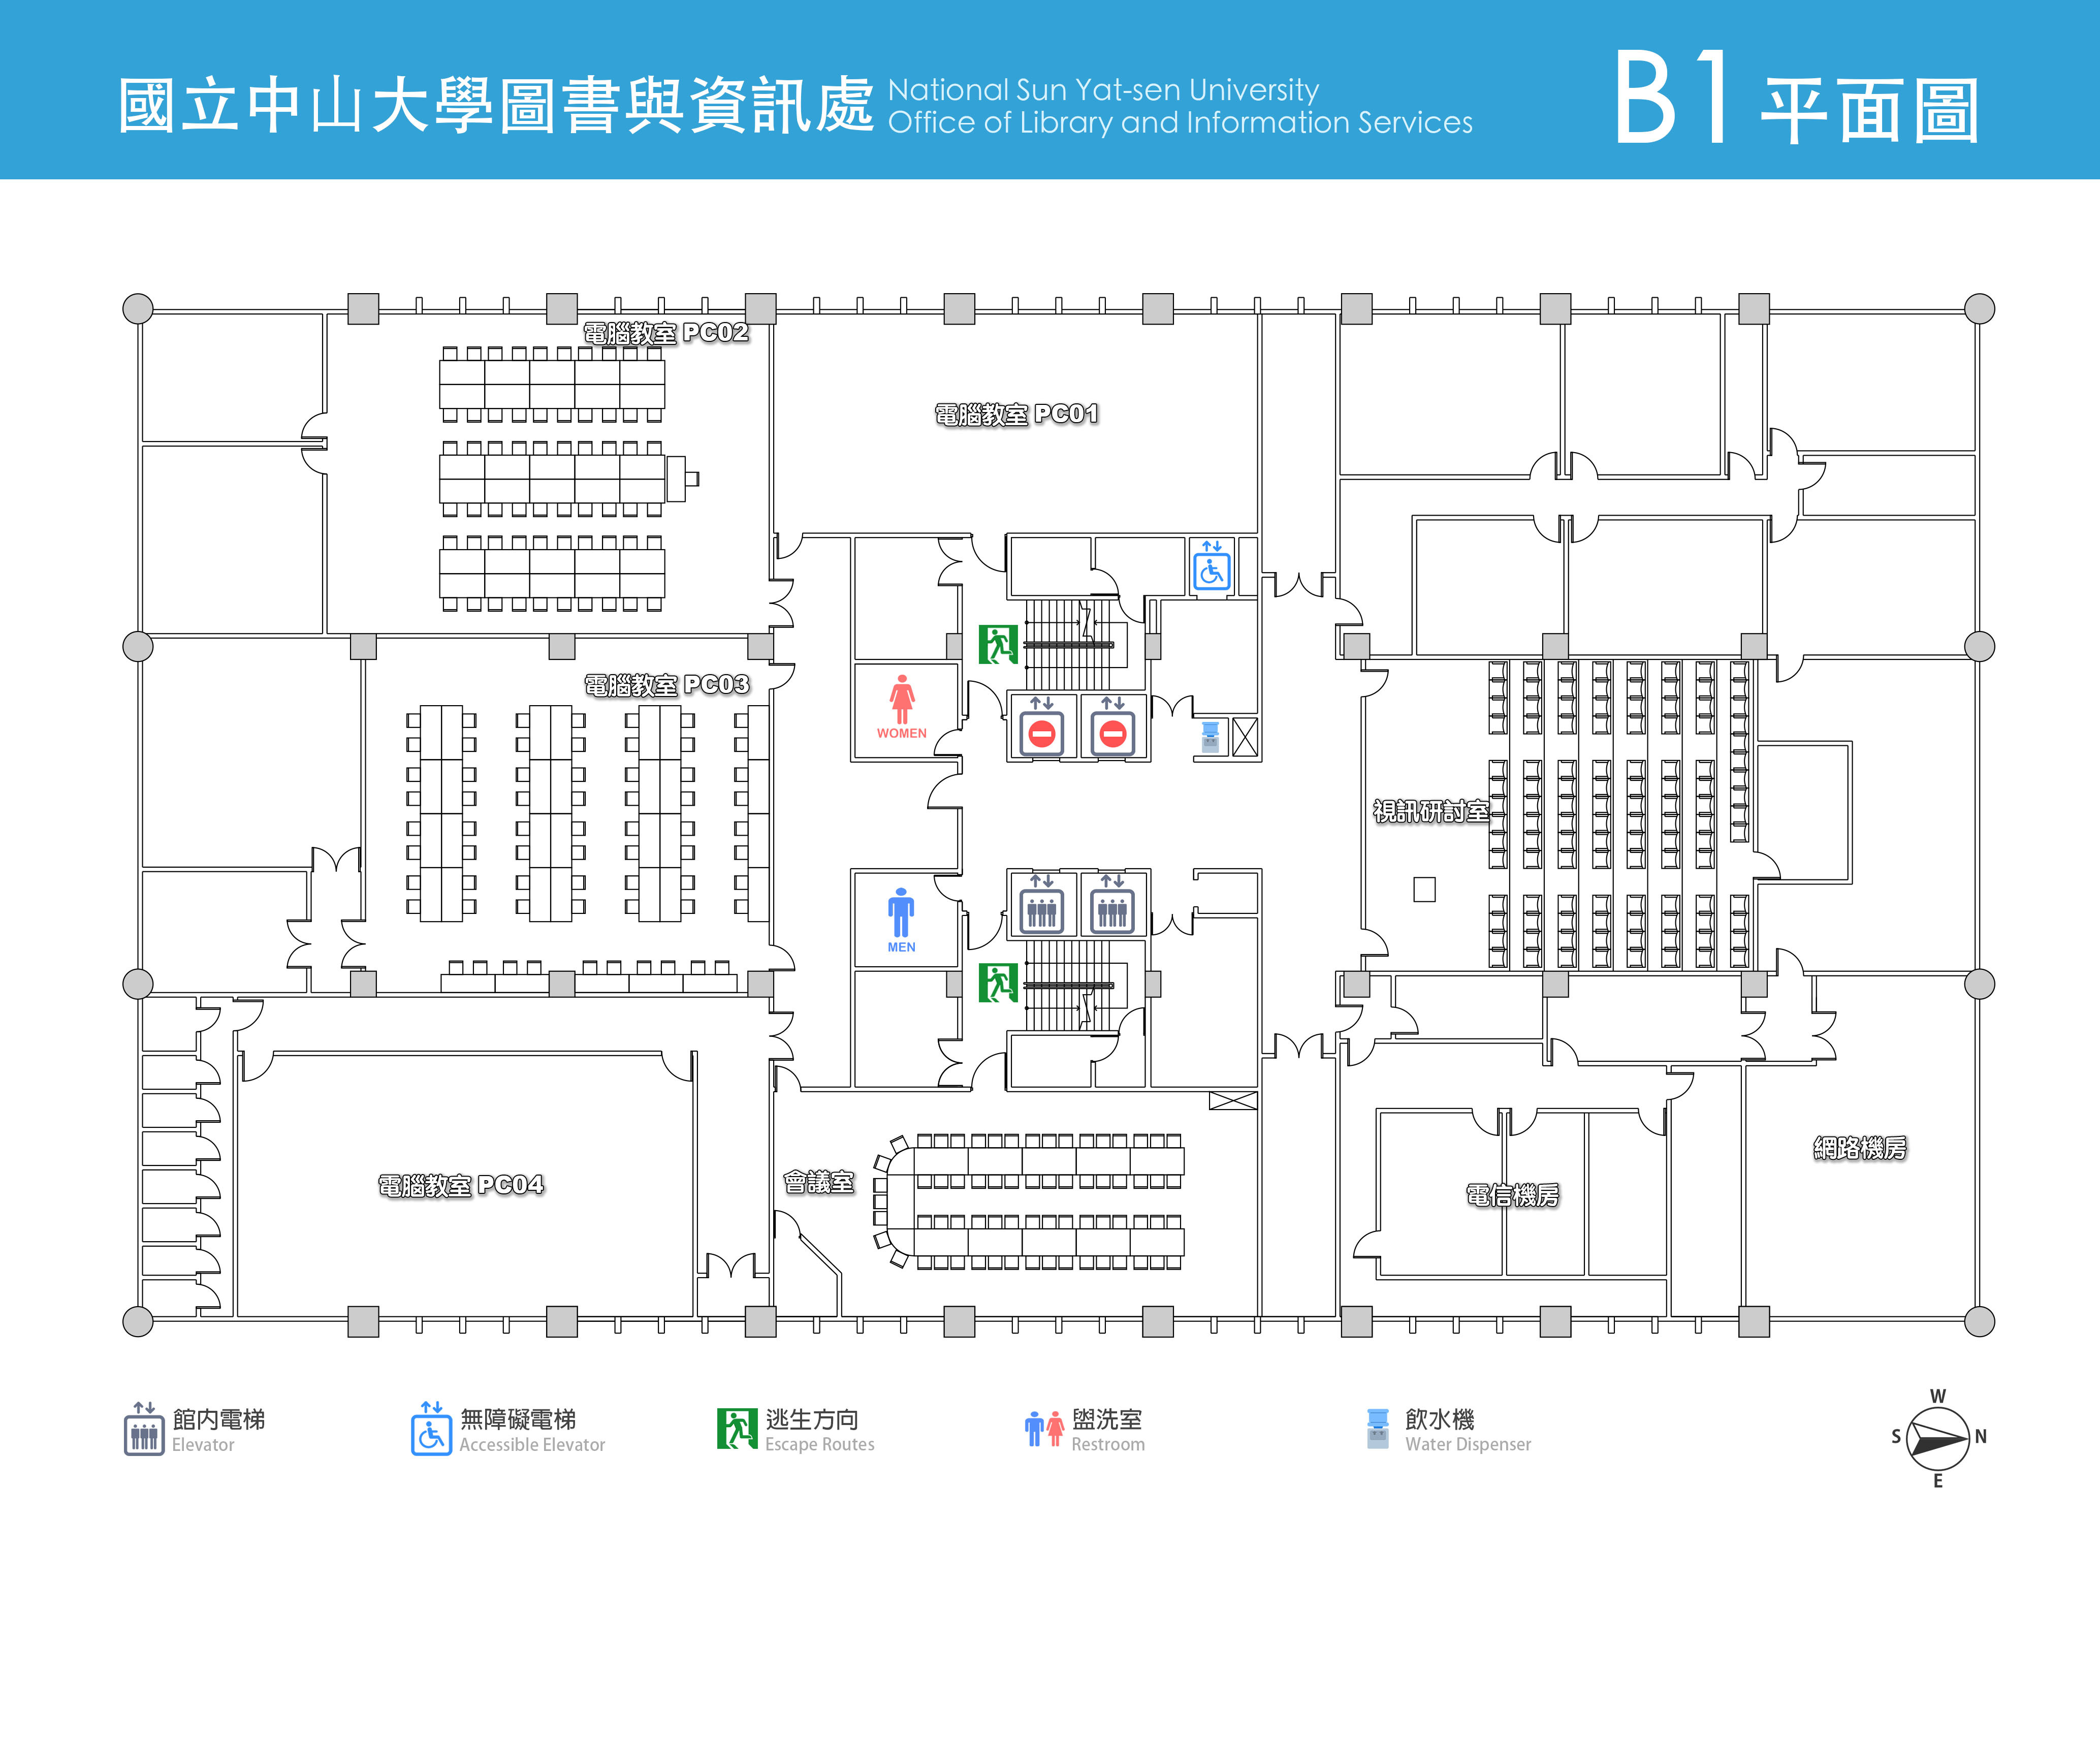 國立中山大學圖書與資訊處
National Sun Yat-sen University
Office of Library and Information Services
B1平面圖
電腦教室 PC02
電腦教室 PC01
電腦教室 PC03
WOMEN
視訊研討室
MEN
電腦教室 PC04
會議室
電信機房
網路機房
館內電梯
Elevator
無障礙電梯
Accessible Elevator
逃生方向
Escape Routes
盥洗室
Restroom
飲水機
Water Dispenser
W
S
N
E